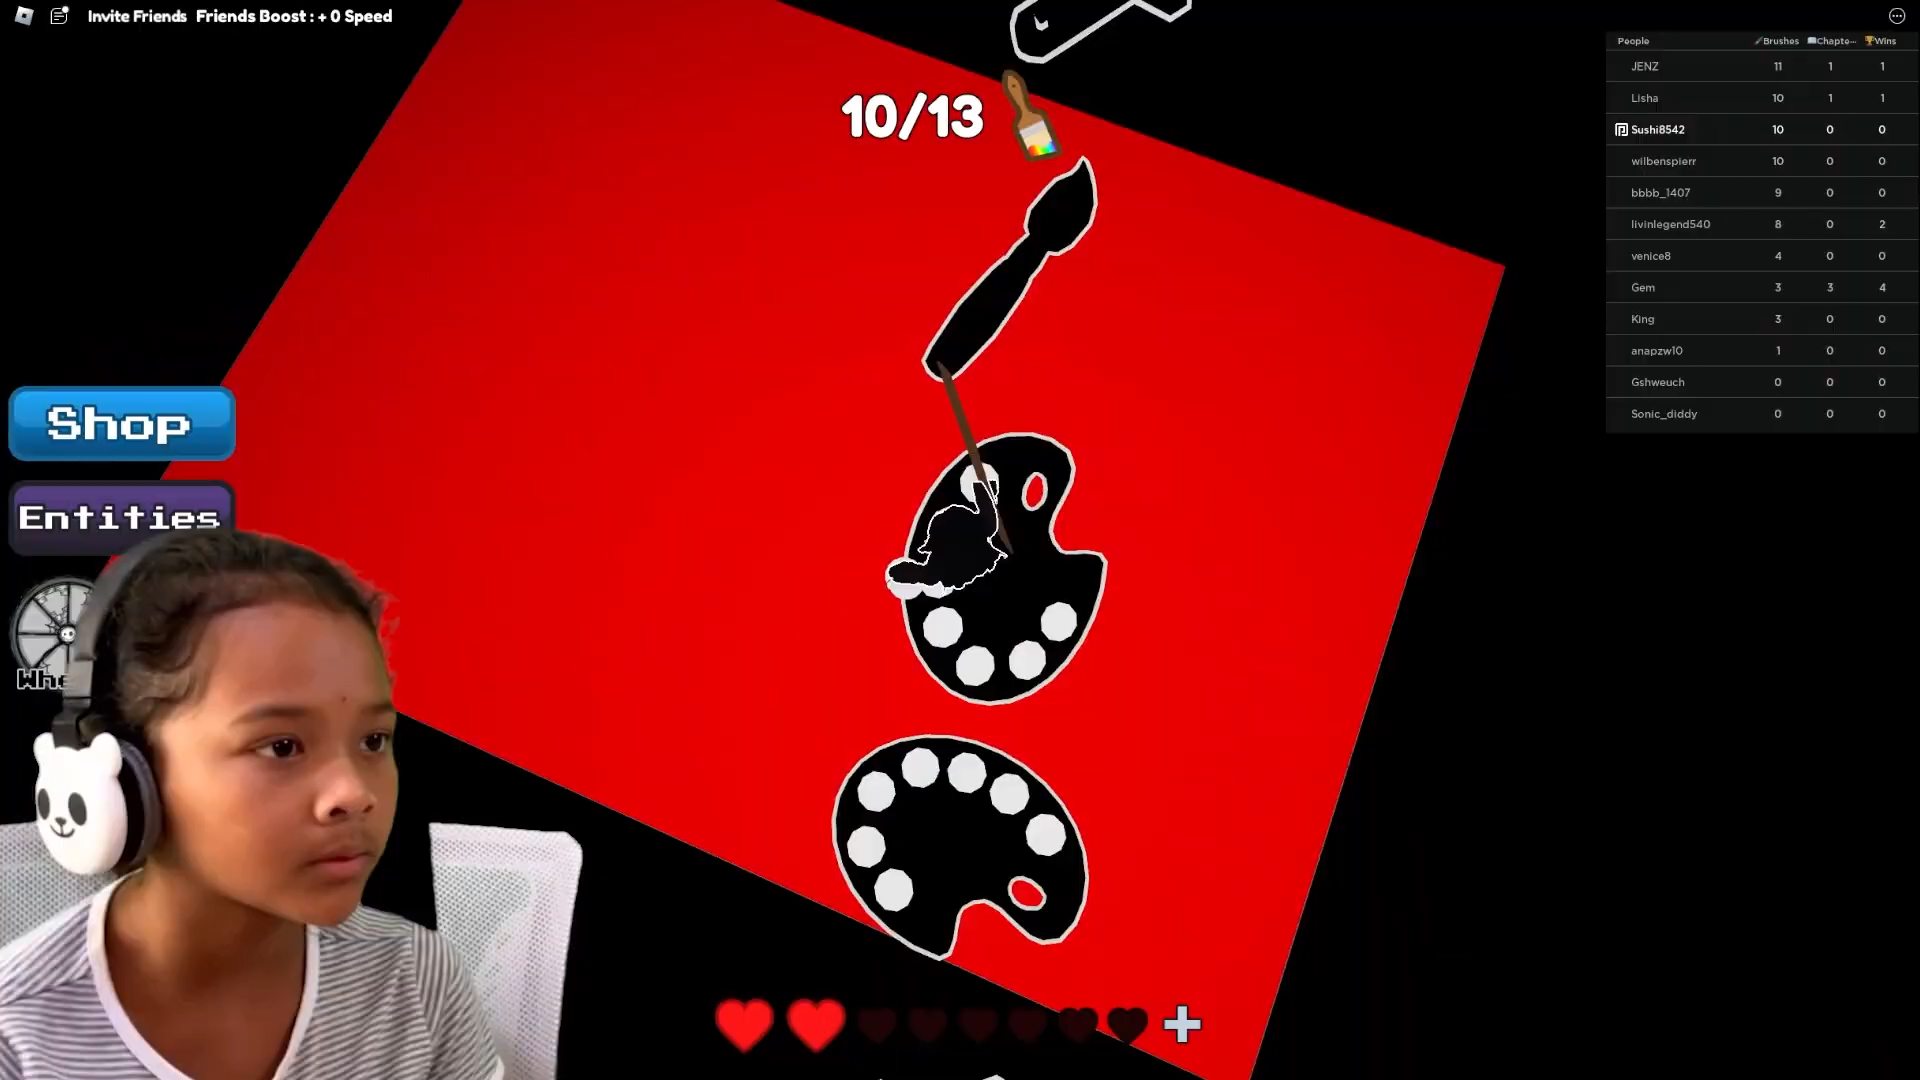 Invite Friends Friends Boost : + 0 Speed
10/13
People Brushes Chapte-- Wins
JENZ 11 1 1
Lisha 10 1 1
Sushi8542 10 0 0
wilbenspierr 10 0 0
bbbb_1407 9 0 0
livinlegend540 8 0 2
venice8 4 0 0
Gem 3 3 4
King 3 0 0
anapzw10 1 0 0
Gshweuch 0 0 0
Sonic_diddy 0 0 0
Shop
Entities